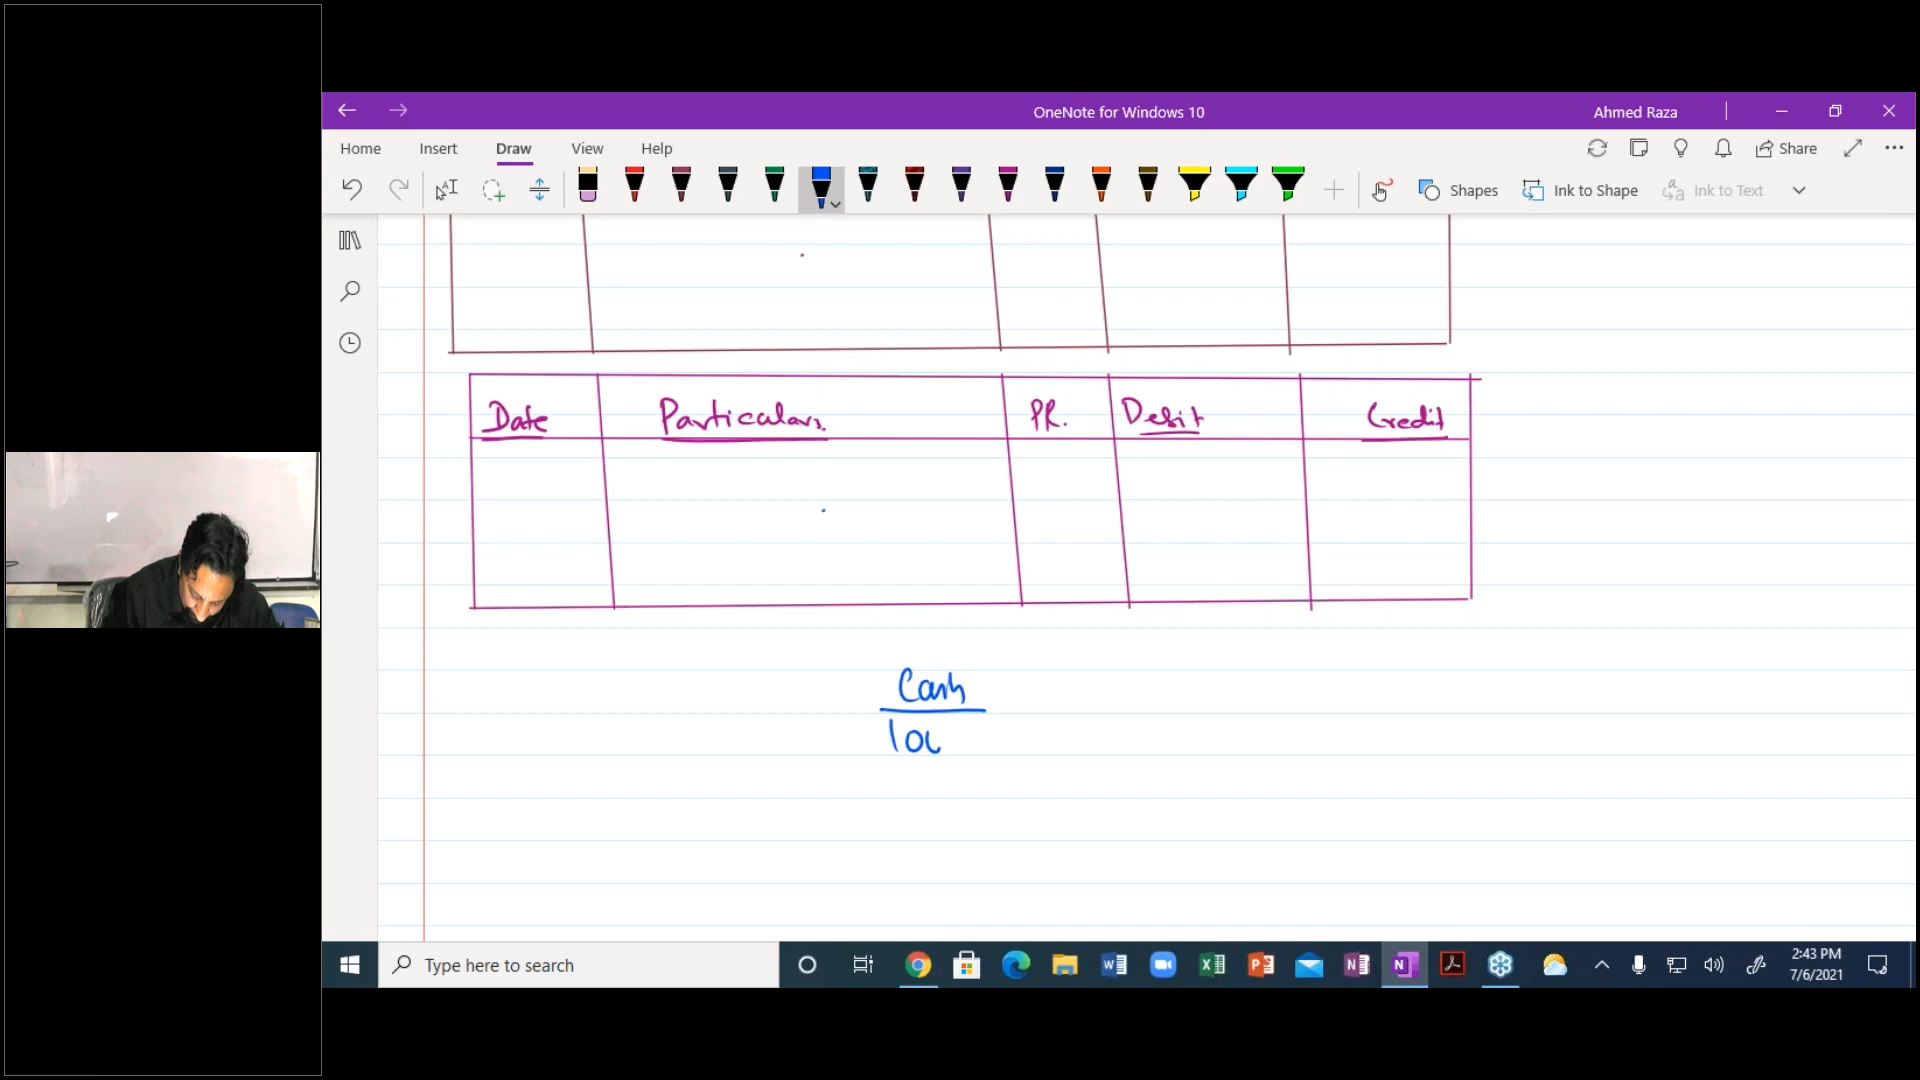 OneNote for Windows 10 Ahmed Raza
Home Insert Draw View Help Share
Shapes Ink to Shape Ink to Text
Date Particulars. PR. Debit Credit
Cash
Type here to search 2:43 PM
7/6/2021